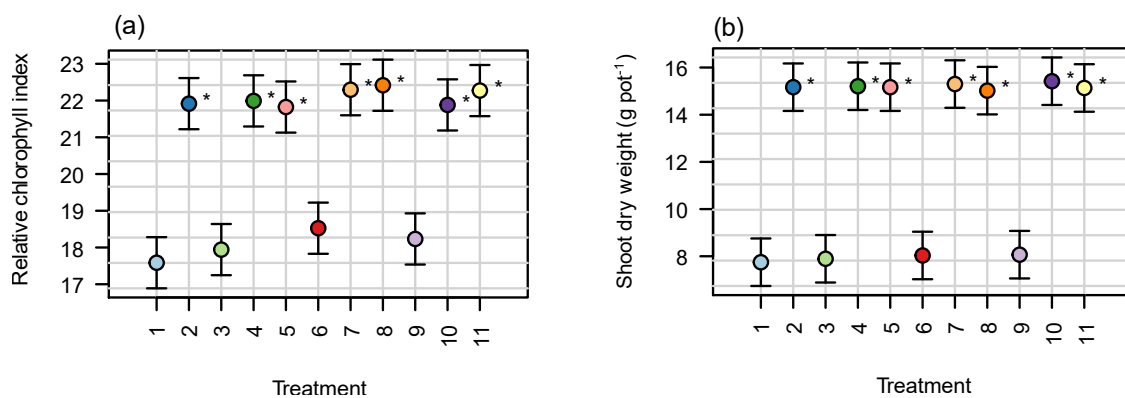 (a)
Relative chlorophyll index
23
22
21
20
19
18
17
* * * * * * *
1 2 3 4 5 6 7 8 9 10 11
Treatment
(b)
Shoot dry weight (g pot⁻¹)
16
14
12
10
8
* * * * * * *
1 2 3 4 5 6 7 8 9 10 11
Treatment